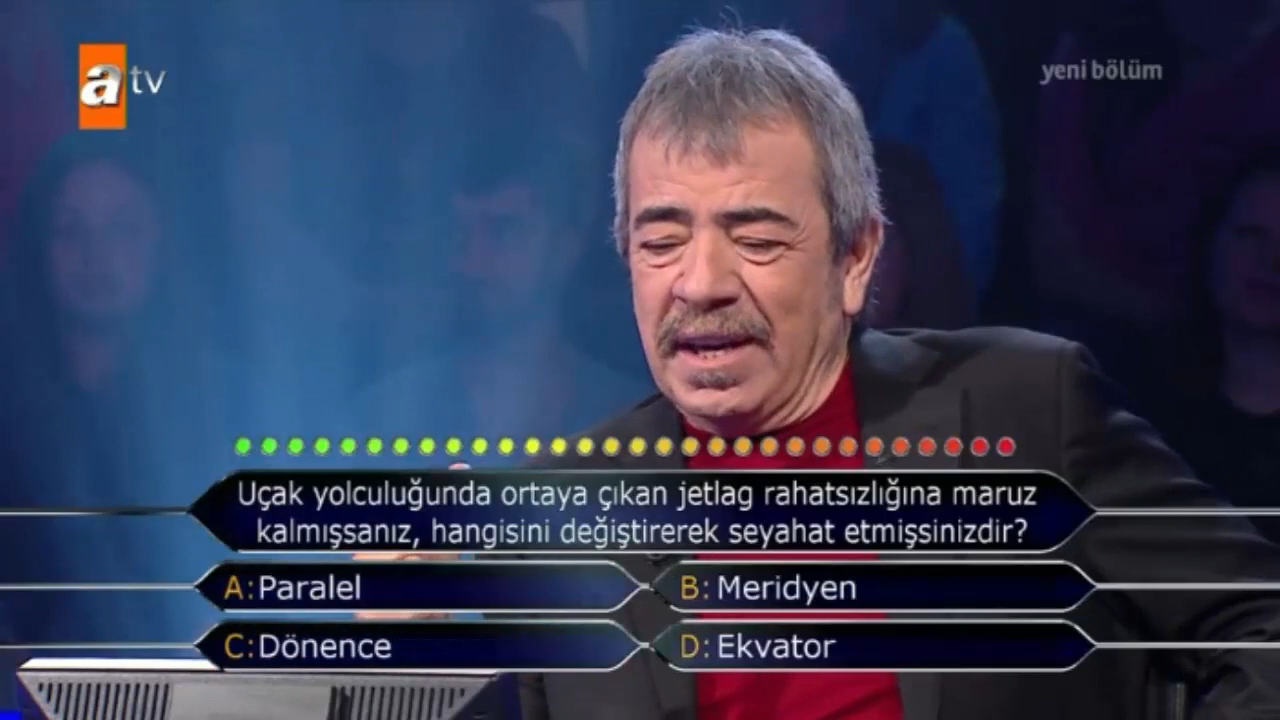 atv
yeni bölüm
Uçak yolculuğunda ortaya çıkan jetlag rahatsızlığına maruz
kalmışsanız, hangisini değiştirerek seyahat etmişsinizdir?
A: Paralel
B: Meridyen
C: Dönence
D: Ekvator